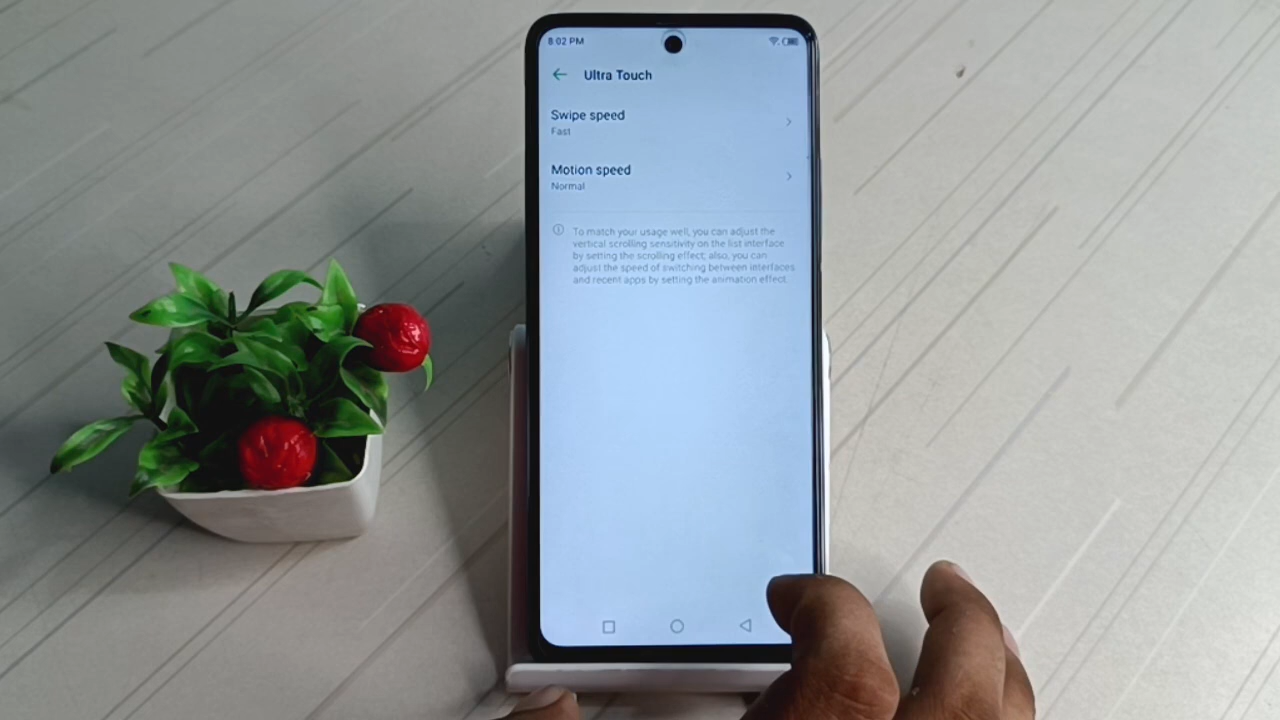 8:02 PM
Ultra Touch
Swipe speed
Fast
Motion speed
Normal
To match your usage well, you can adjust the
vertical scrolling sensitivity on the list interface
by setting the scrolling effect; also, you can
adjust the speed of switching between interfaces
and recent apps by setting the animation effect.